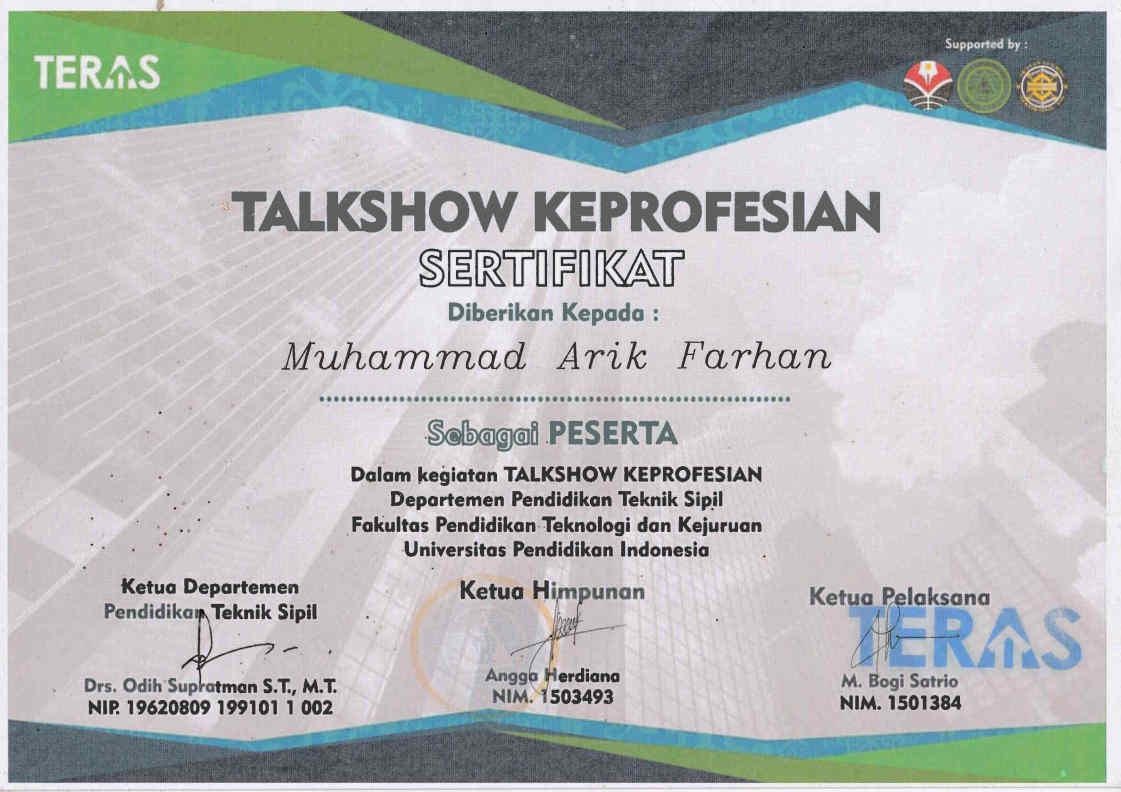 TERAS
Supported by :
TALKSHOW KEPROFESIAN
SERTIFIKAT
Diberikan Kepada :
Muhammad Arik Farhan
Sebagai PESERTA
Dalam kegiatan TALKSHOW KEPROFESIAN
Departemen Pendidikan Teknik Sipil
Fakultas Pendidikan Teknologi dan Kejuruan
Universitas Pendidikan Indonesia
Ketua Departemen
Pendidikan Teknik Sipil
Drs. Odih Supratman S.T., M.T.
NIP. 19620809 199101 1 002
Ketua Himpunan
Angga Herdiana
NIM. 1503493
Ketua Pelaksana
TERAS
M. Bogi Satrio
NIM. 1501384